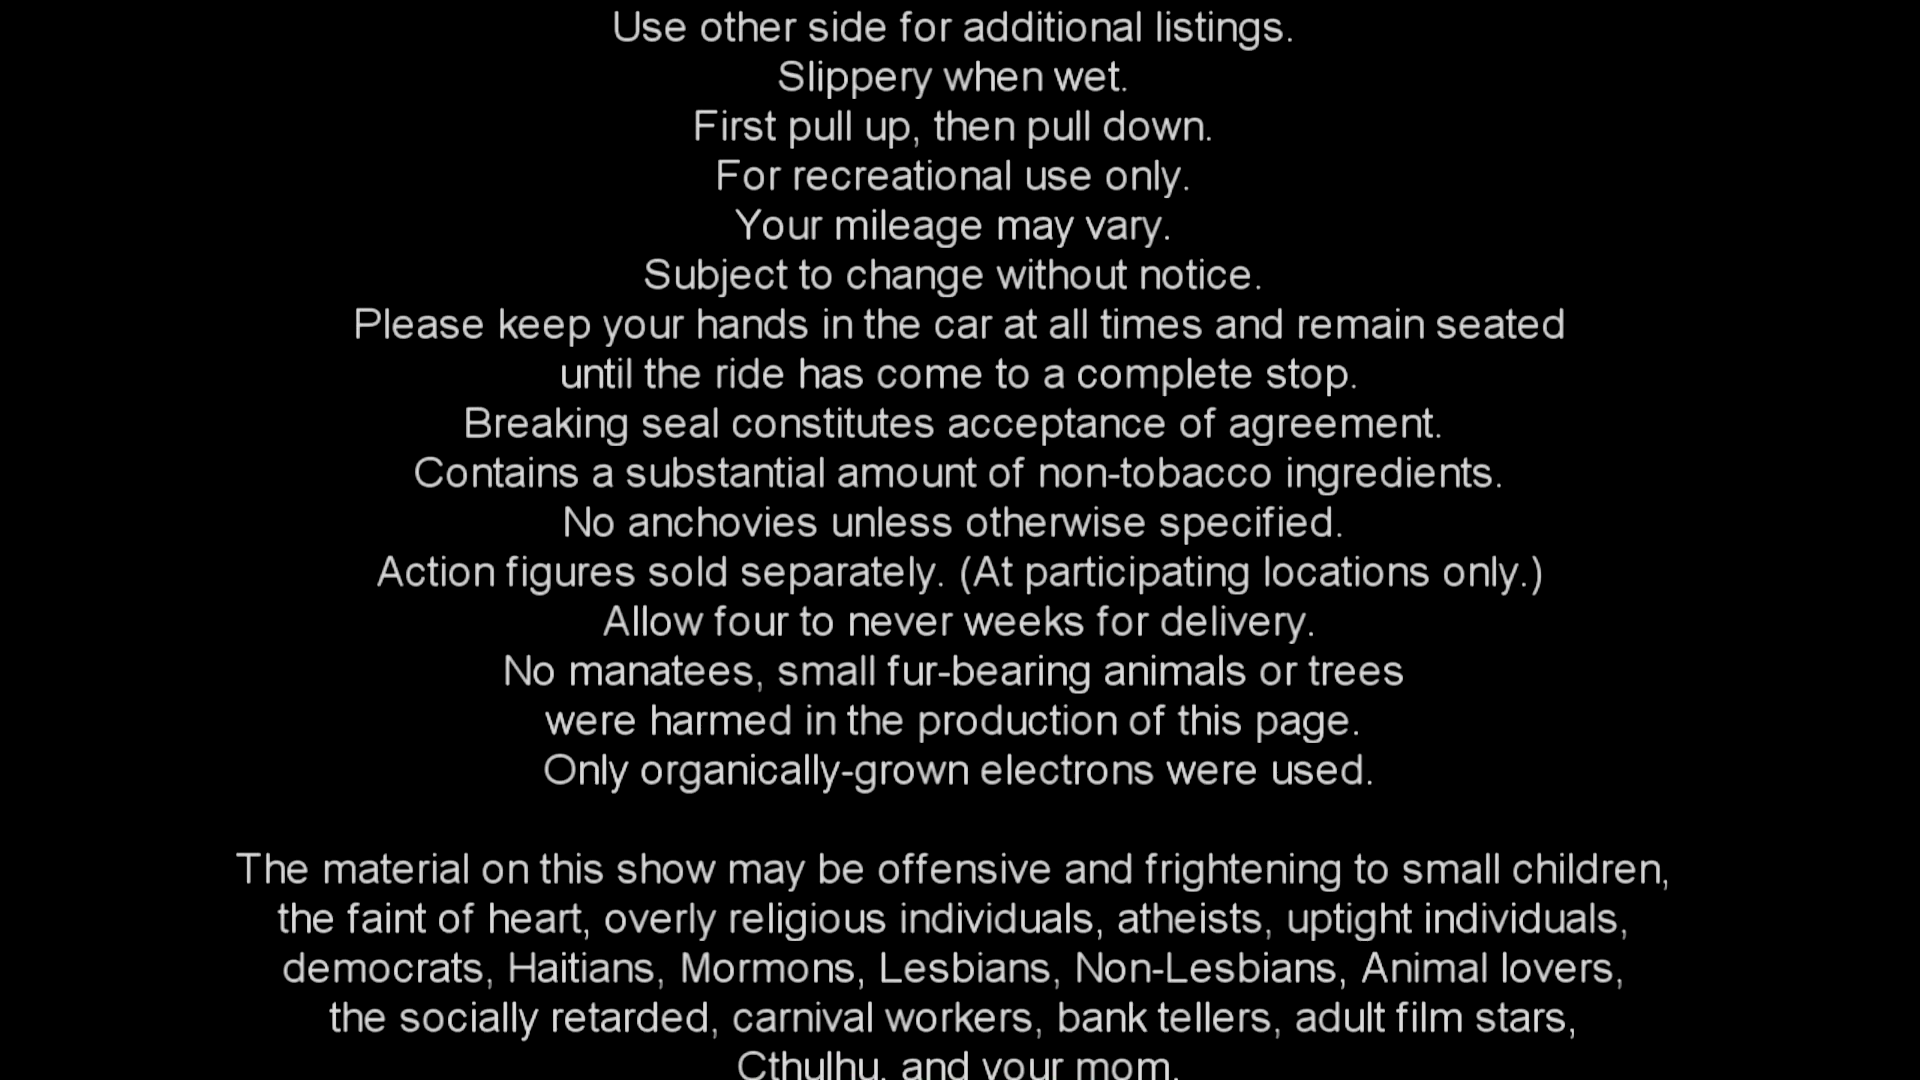 Use other side for additional listings.
Slippery when wet.
First pull up, then pull down.
For recreational use only.
Your mileage may vary.
Subject to change without notice.
Please keep your hands in the car at all times and remain seated
until the ride has come to a complete stop.
Breaking seal constitutes acceptance of agreement.
Contains a substantial amount of non-tobacco ingredients.
No anchovies unless otherwise specified.
Action figures sold separately. (At participating locations only.)
Allow four to never weeks for delivery.
No manatees, small fur-bearing animals or trees
were harmed in the production of this page.
Only organically-grown electrons were used.
The material on this show may be offensive and frightening to small children,
the faint of heart, overly religious individuals, atheists, uptight individuals,
democrats, Haitians, Mormons, Lesbians, Non-Lesbians, Animal lovers,
the socially retarded, carnival workers, bank tellers, adult film stars,
Cthulhu, and your mom.